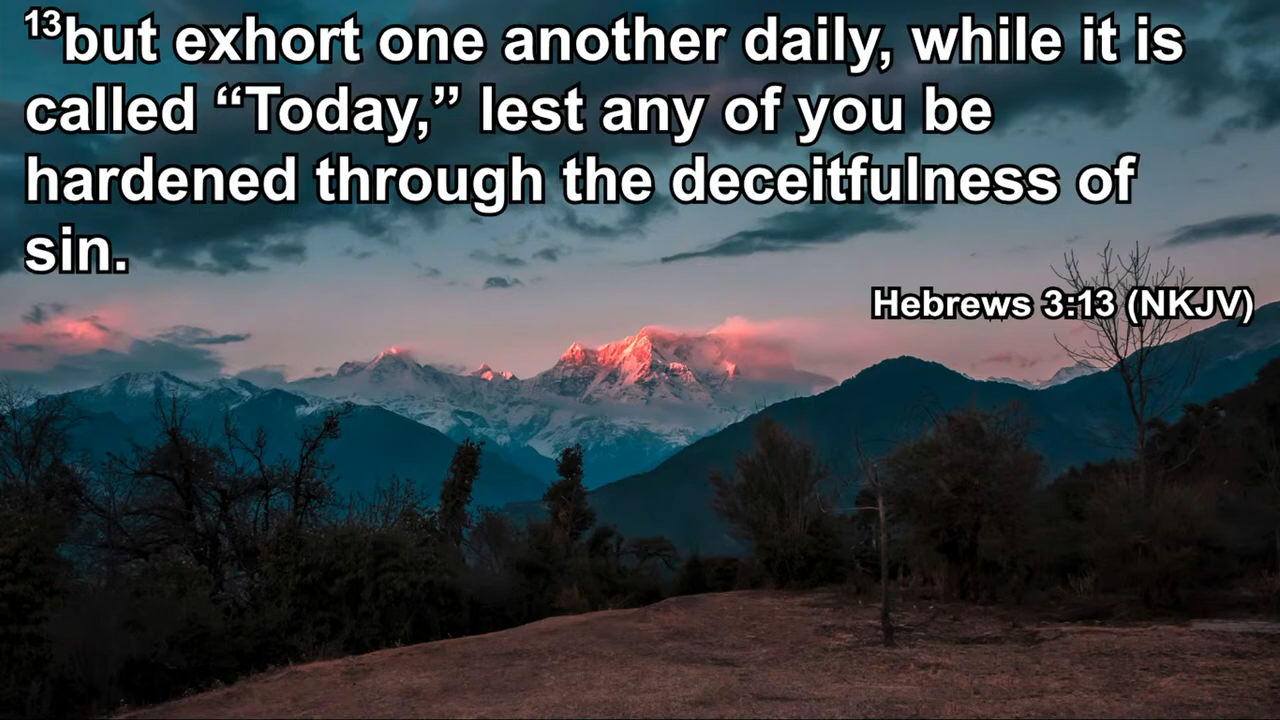 13but exhort one another daily, while it is
called “Today,” lest any of you be
hardened through the deceitfulness of
sin.
Hebrews 3:13 (NKJV)